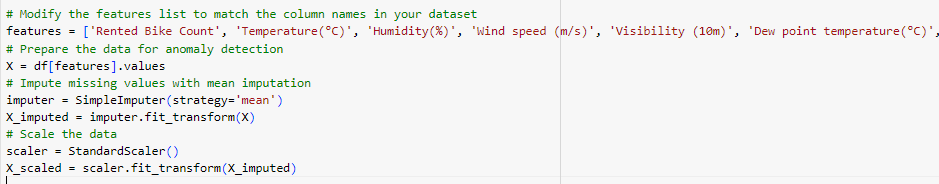 # Modify the features list to match the column names in your dataset
features = ['Rented Bike Count', 'Temperature(°C)', 'Humidity(%)', 'Wind speed (m/s)', 'Visibility (10m)', 'Dew point temperature(°C)',
# Prepare the data for anomaly detection
X = df[features].values
# Impute missing values with mean imputation
imputer = SimpleImputer(strategy='mean')
X_imputed = imputer.fit_transform(X)
# Scale the data
scaler = StandardScaler()
X_scaled = scaler.fit_transform(X_imputed)